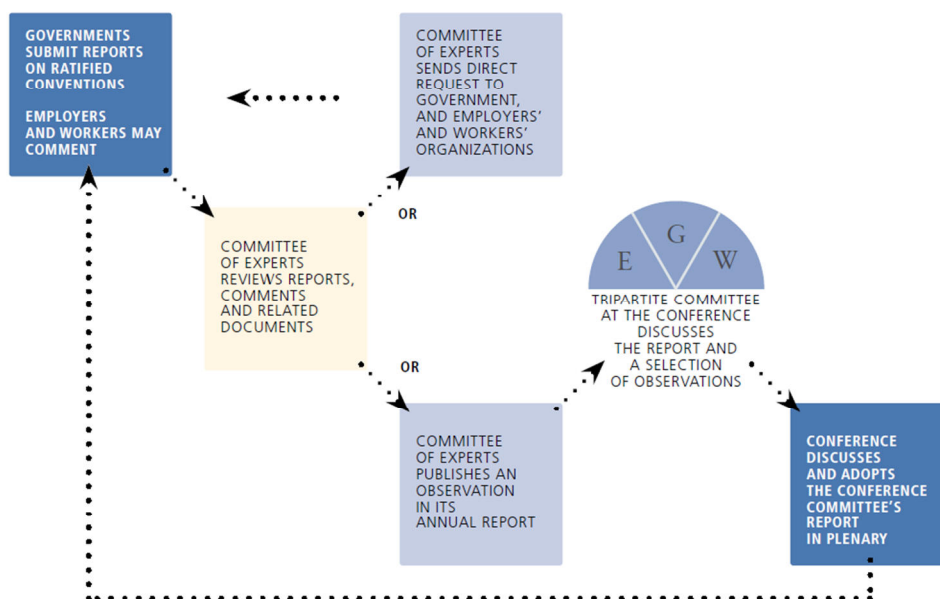 GOVERNMENTS
SUBMIT REPORTS
ON RATIFIED
CONVENTIONS
EMPLOYERS
AND WORKERS MAY
COMMENT
COMMITTEE
OF EXPERTS
SENDS DIRECT
REQUEST TO
GOVERNMENT,
AND EMPLOYERS’
AND WORKERS’
ORGANIZATIONS
OR
COMMITTEE
OF EXPERTS
REVIEWS REPORTS,
COMMENTS
AND RELATED
DOCUMENTS
OR
COMMITTEE
OF EXPERTS
PUBLISHES AN
OBSERVATION
IN ITS
ANNUAL REPORT
E
G
W
TRIPARTITE COMMITTEE
AT THE CONFERENCE
DISCUSSES
THE REPORT AND
A SELECTION
OF OBSERVATIONS
CONFERENCE
DISCUSSES
AND ADOPTS
THE CONFERENCE
COMMITTEE’S
REPORT
IN PLENARY